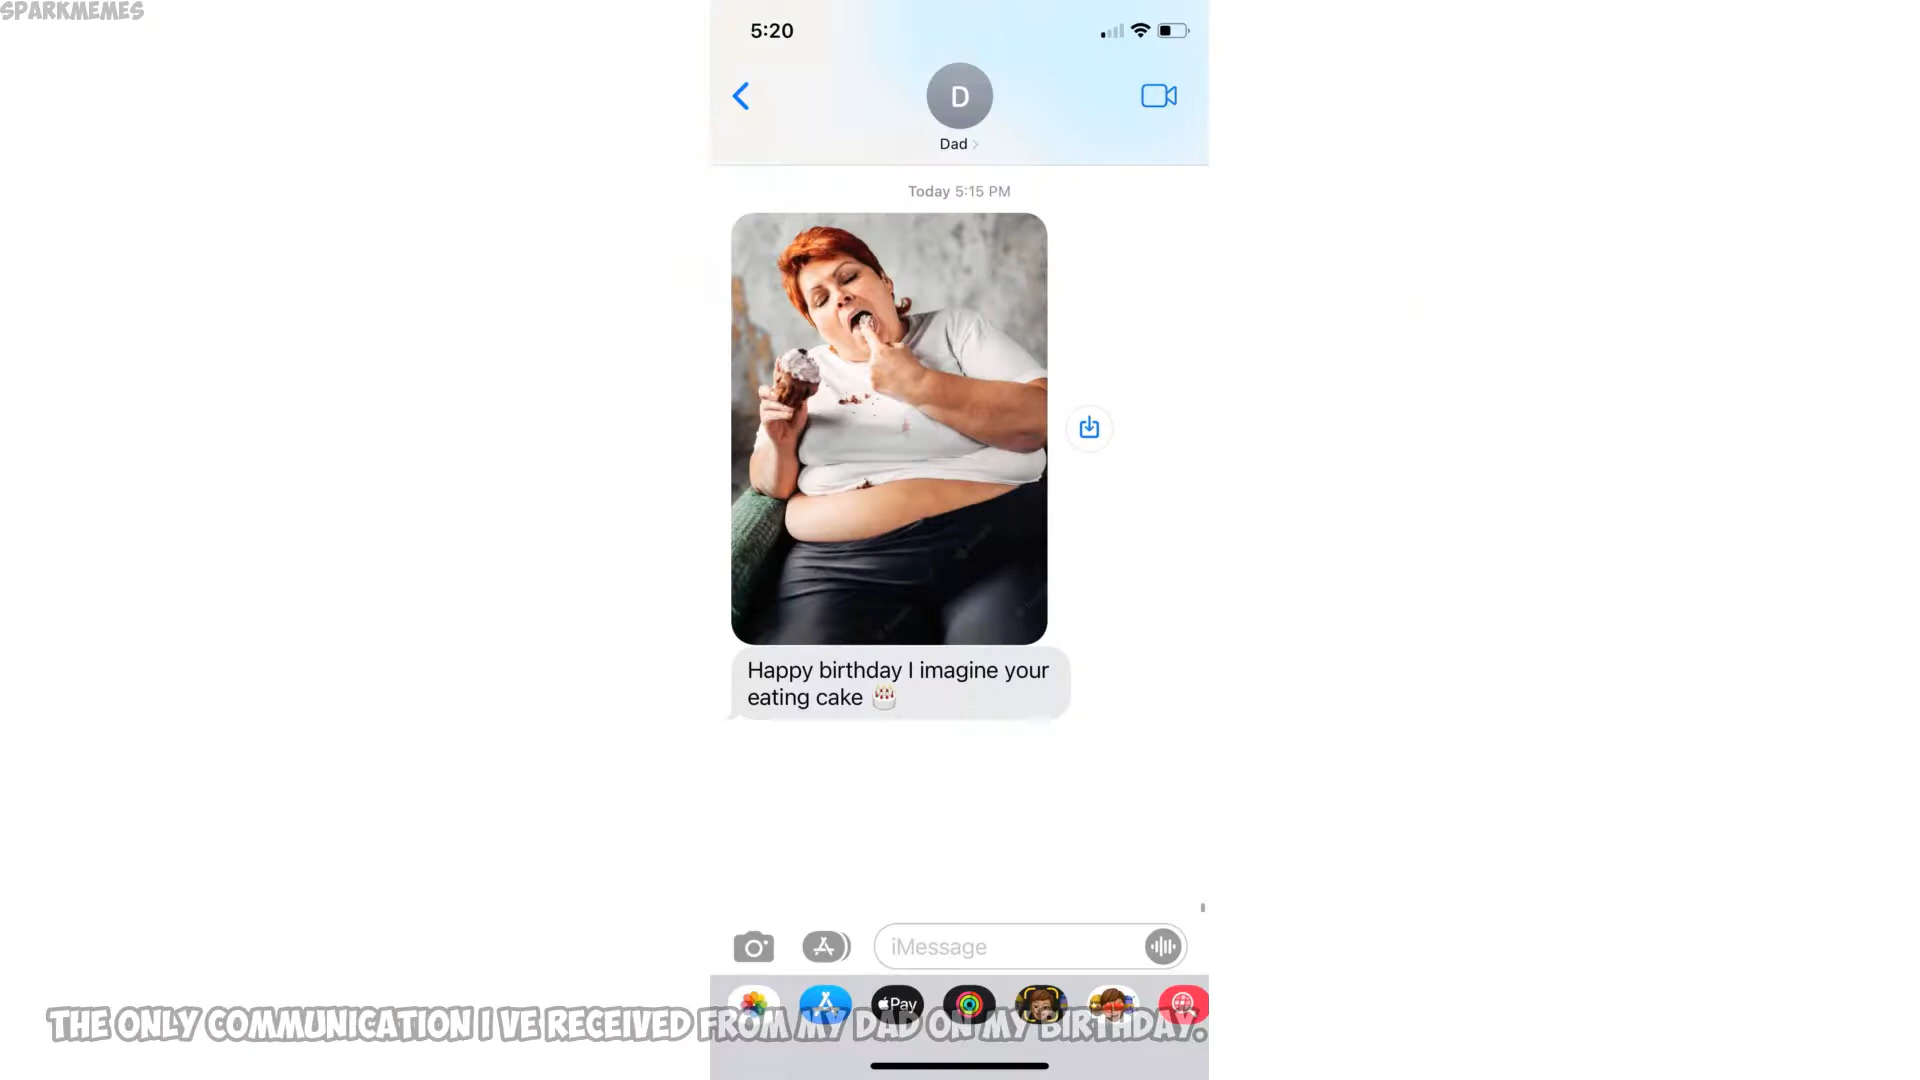 SPARKMEMES
5:20
D
Dad
Today 5:15 PM
Happy birthday I imagine your
eating cake 🎂
iMessage
Pay
THE ONLY COMMUNICATION I VE RECEIVED FROM MY DAD ON MY BIRTHDAY.